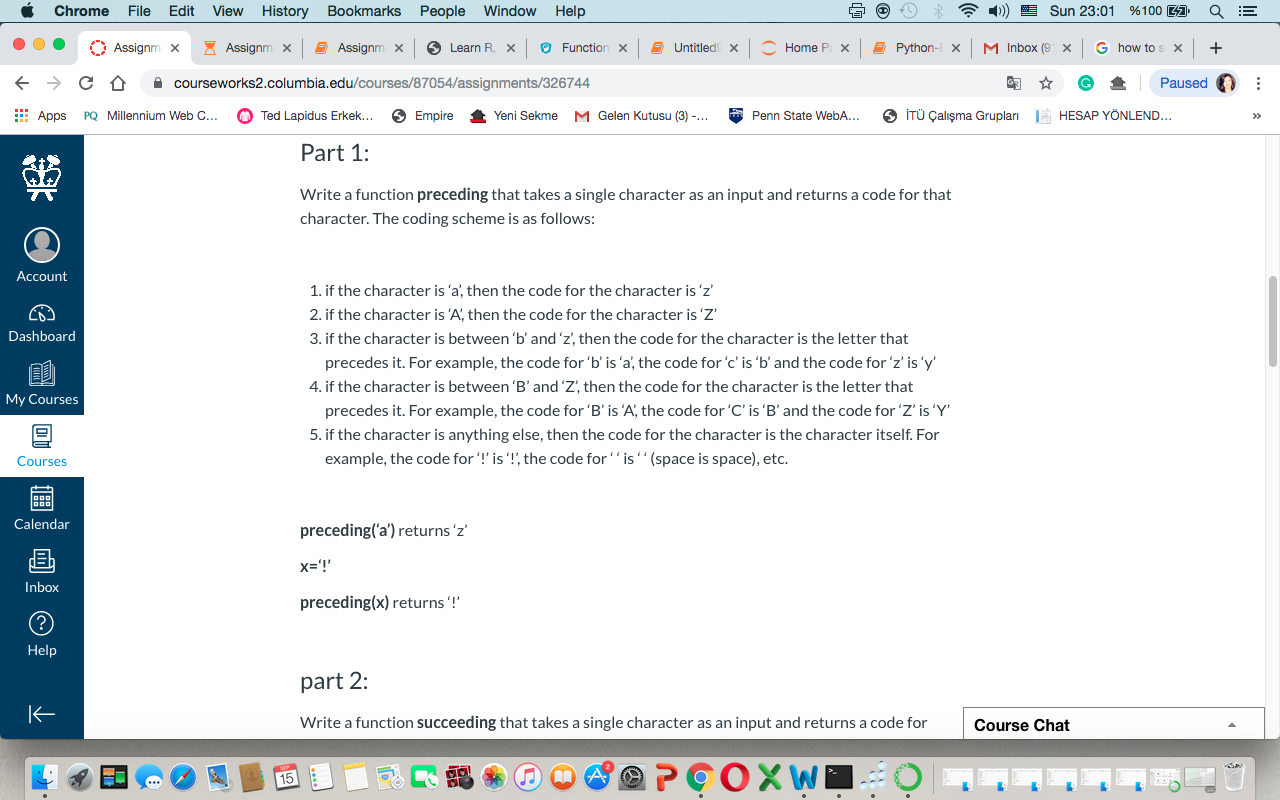 Chrome File Edit View History Bookmarks People Window Help Sun 23:01 %100
Assignm Assignm Assignm Learn R, Function Untitled Home P Python- Inbox (9 how to s
courseworks2.columbia.edu/courses/87054/assignments/326744 Paused
Apps PQ Millennium Web C... Ted Lapidus Erkek... Empire Yeni Sekme Gelen Kutusu (3) -... Penn State WebA... İTÜ Çalışma Grupları HESAP YÖNLEND... »
Part 1:
Write a function preceding that takes a single character as an input and returns a code for that
character. The coding scheme is as follows:
1. if the character is ‘a’, then the code for the character is ‘z’
2. if the character is ‘A’, then the code for the character is ‘Z’
3. if the character is between ‘b’ and ‘z’, then the code for the character is the letter that
precedes it. For example, the code for ‘b’ is ‘a’, the code for ‘c’ is ‘b’ and the code for ‘z’ is ‘y’
4. if the character is between ‘B’ and ‘Z’, then the code for the character is the letter that
precedes it. For example, the code for ‘B’ is ‘A’, the code for ‘C’ is ‘B’ and the code for ‘Z’ is ‘Y’
5. if the character is anything else, then the code for the character is the character itself. For
example, the code for ‘!’ is ‘!’, the code for ‘ ‘ is ‘ ‘ (space is space), etc.
preceding(‘a’) returns ‘z’
x=‘!’
preceding(x) returns ‘!’
part 2:
Write a function succeeding that takes a single character as an input and returns a code for
Account
Dashboard
My Courses
Courses
Calendar
Inbox
Help
Course Chat
SEP
15
2